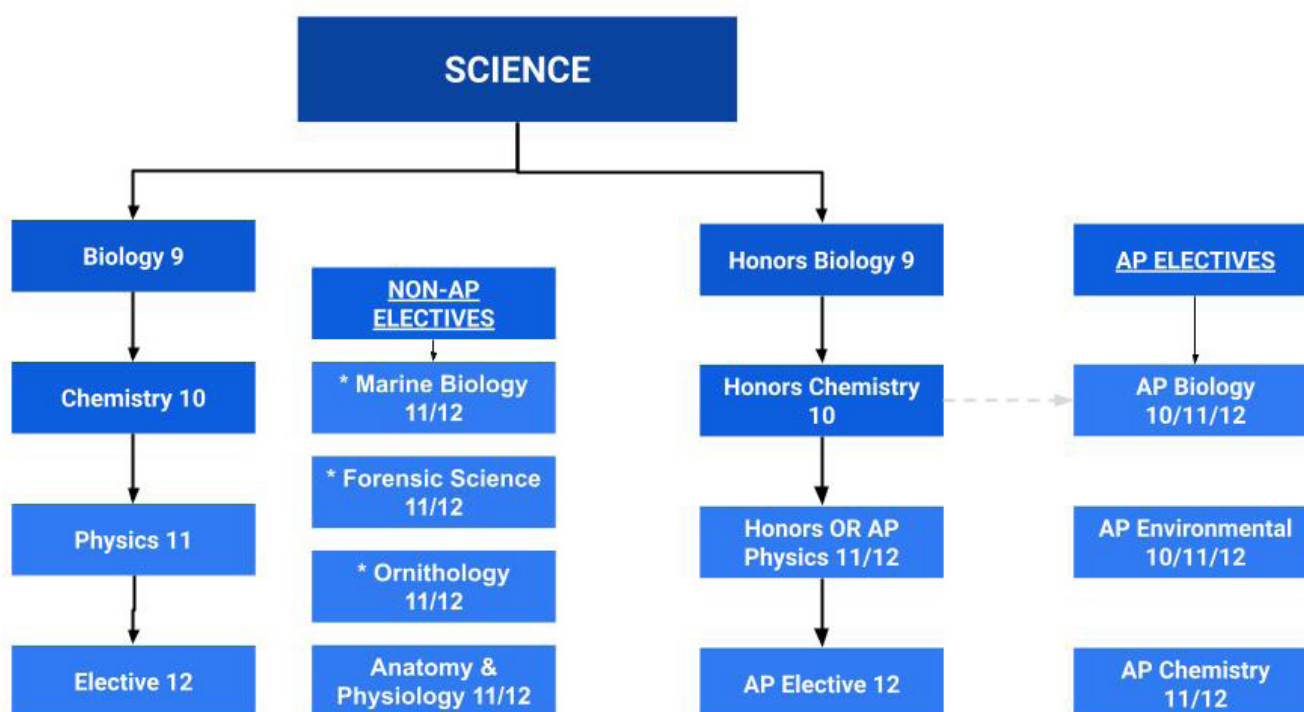 SCIENCE
Biology 9
Chemistry 10
Physics 11
Elective 12
NON-AP
ELECTIVES
* Marine Biology
11/12
* Forensic Science
11/12
* Ornithology
11/12
Anatomy &
Physiology 11/12
Honors Biology 9
Honors Chemistry
10
Honors OR AP
Physics 11/12
AP Elective 12
AP ELECTIVES
AP Biology
10/11/12
AP Environmental
10/11/12
AP Chemistry
11/12